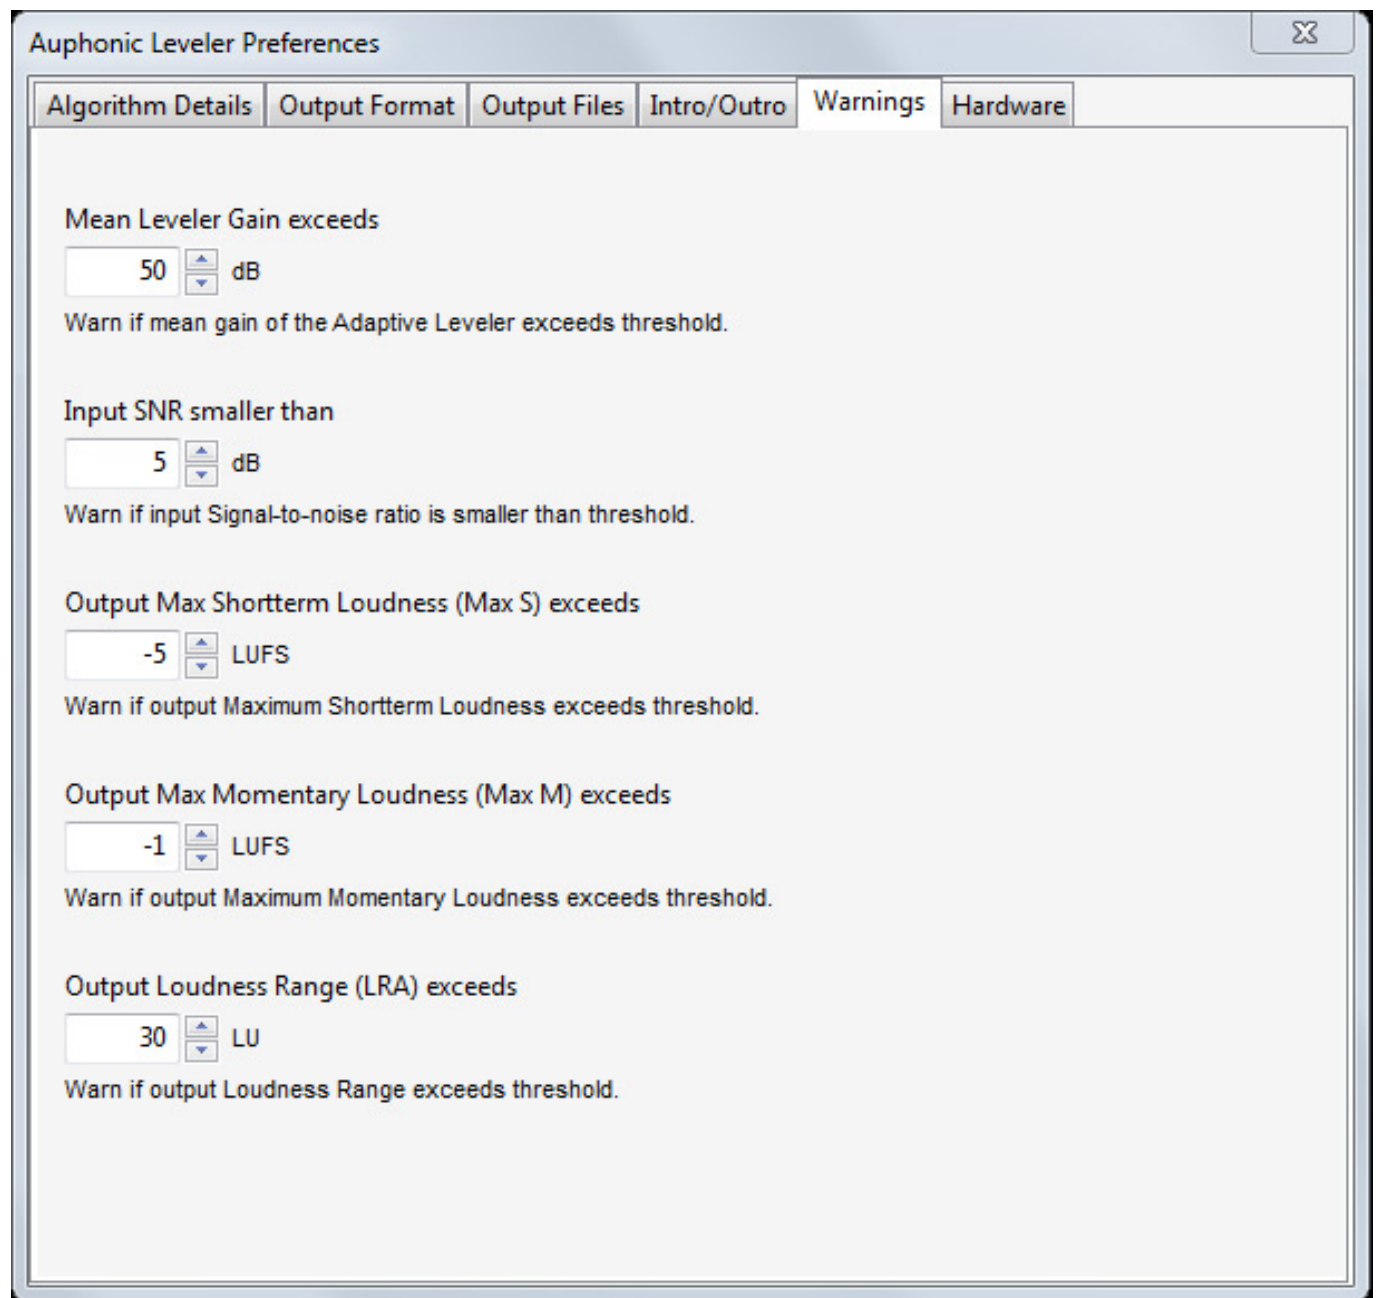 Auphonic Leveler Preferences
Algorithm Details Output Format Output Files Intro/Outro Warnings Hardware
Mean Leveler Gain exceeds
50 dB
Warn if mean gain of the Adaptive Leveler exceeds threshold.
Input SNR smaller than
5 dB
Warn if input Signal-to-noise ratio is smaller than threshold.
Output Max Shortterm Loudness (Max S) exceeds
-5 LUFS
Warn if output Maximum Shortterm Loudness exceeds threshold.
Output Max Momentary Loudness (Max M) exceeds
-1 LUFS
Warn if output Maximum Momentary Loudness exceeds threshold.
Output Loudness Range (LRA) exceeds
30 LU
Warn if output Loudness Range exceeds threshold.